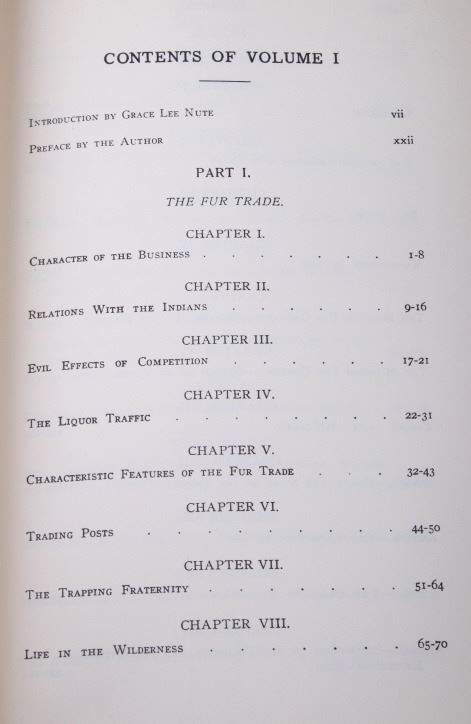 CONTENTS OF VOLUME I
INTRODUCTION BY GRACE LEE NUTE vii
PREFACE BY THE AUTHOR xxii
PART I.
THE FUR TRADE.
CHAPTER I.
CHARACTER OF THE BUSINESS . . . . . . . 1-8
CHAPTER II.
RELATIONS WITH THE INDIANS . . . . . . 9-16
CHAPTER III.
EVIL EFFECTS OF COMPETITION . . . . . . 17-21
CHAPTER IV.
THE LIQUOR TRAFFIC . . . . . . . . 22-31
CHAPTER V.
CHARACTERISTIC FEATURES OF THE FUR TRADE . . . 32-43
CHAPTER VI.
TRADING POSTS . . . . . . . . . 44-50
CHAPTER VII.
THE TRAPPING FRATERNITY . . . . . . . 51-64
CHAPTER VIII.
LIFE IN THE WILDERNESS . . . . . . . 65-70